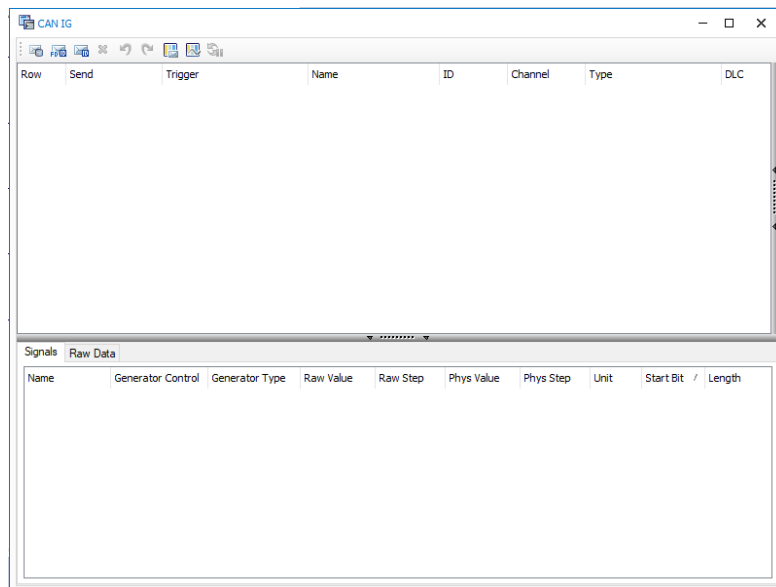 CAN IG
Row Send Trigger Name ID Channel Type DLC
Signals Raw Data
Name Generator Control Generator Type Raw Value Raw Step Phys Value Phys Step Unit Start Bit Length